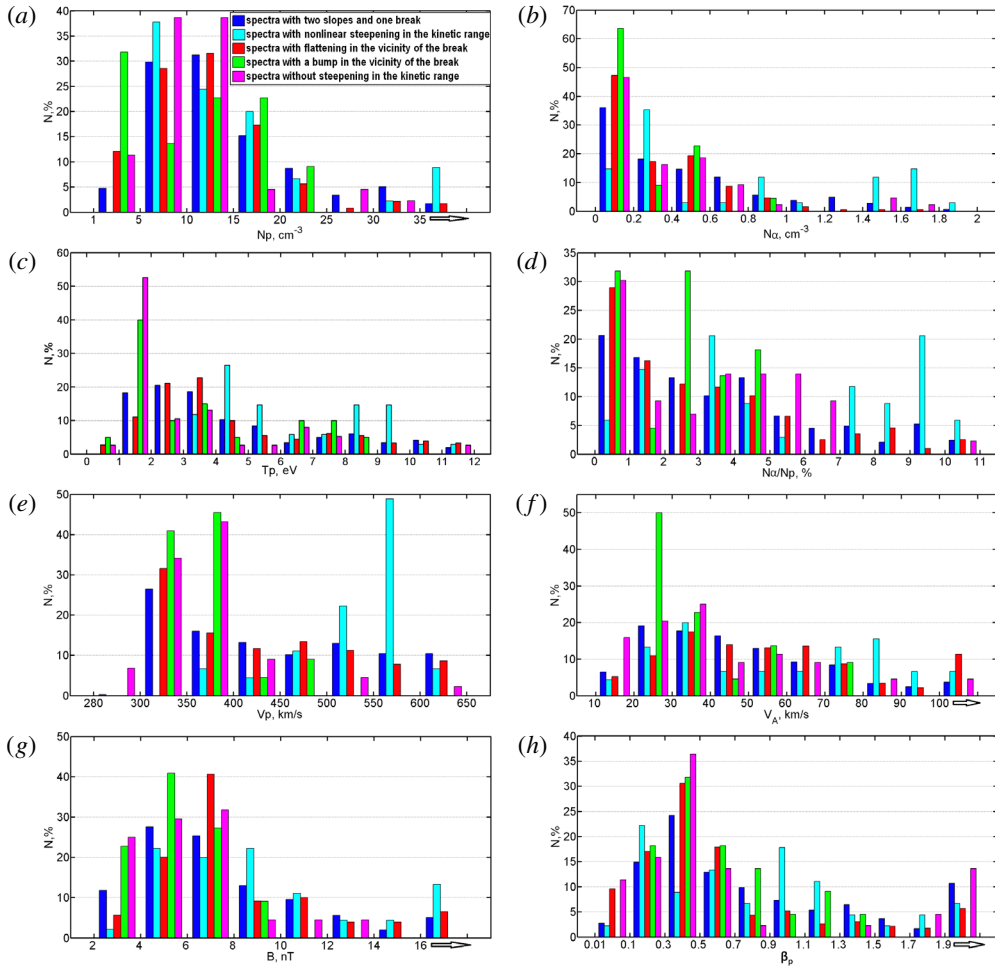 (a)
40
35
30
25
20
15
10
5
0
N,%
spectra with two slopes and one break
spectra with nonlinear steepening in the kinetic range
spectra with flattening in the vicinity of the break
spectra with a bump in the vicinity of the break
spectra without steepening in the kinetic range
1 5 10 15 20 25 30 35
Np, cm⁻³
(b)
70
60
50
40
30
20
10
0
N,%
0 0.2 0.4 0.6 0.8 1 1.2 1.4 1.6 1.8 2
Nα, cm⁻³
(c)
60
50
40
30
20
10
0
N,%
0 1 2 3 4 5 6 7 8 9 10 11 12
Tp, eV
(d)
35
30
25
20
15
10
5
0
N,%
0 1 2 3 4 5 6 7 8 9 10
Nα/Np, %
(e)
50
40
30
20
10
0
N,%
280 300 350 400 450 500 550 600 650
Vp, km/s
(f)
60
50
40
30
20
10
0
N,%
10 20 30 40 50 60 70 80 90 100
V_A, km/s
(g)
50
40
30
20
10
0
N,%
2 4 6 8 10 12 14 16
B, nT
(h)
40
35
30
25
20
15
10
5
0
N,%
0.01 0.1 0.3 0.5 0.7 0.9 1.1 1.3 1.5 1.7 1.9
βp